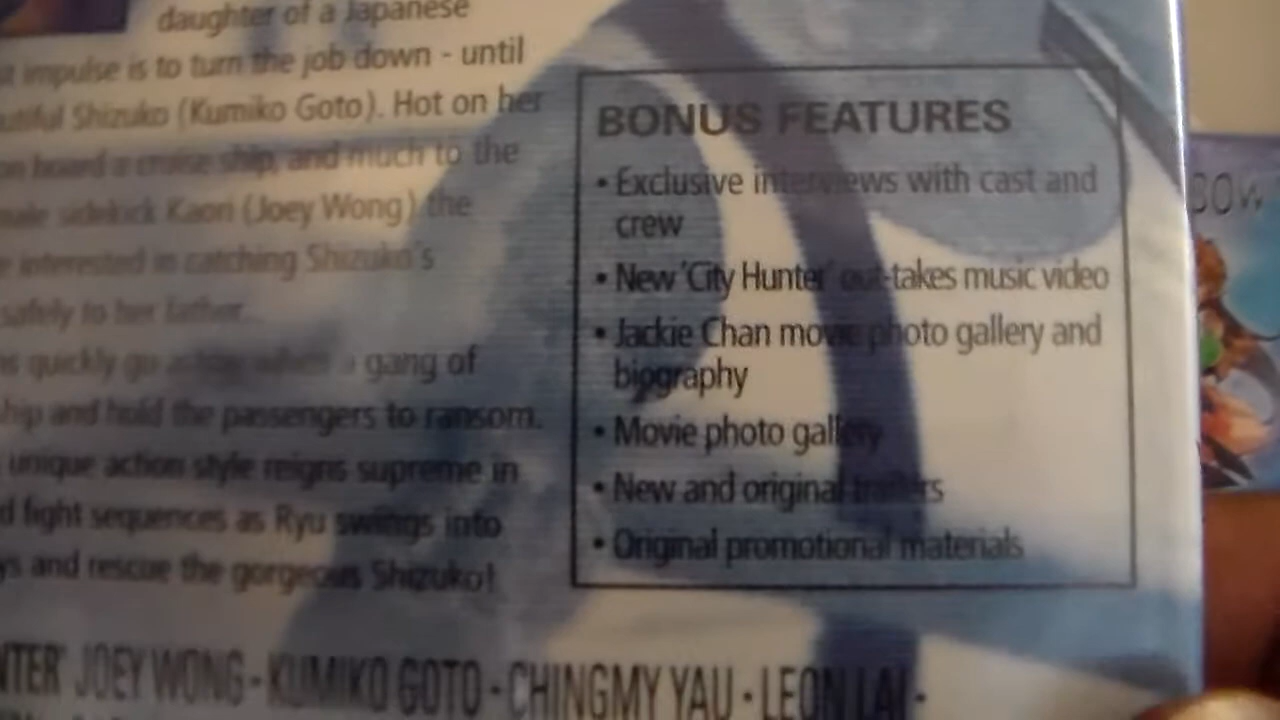 daughter of a Japanese
impulse is to turn the job down - until
Shizuko (Kumiko Goto). Hot on her
on board a cruise ship, and much to the
sidekick Kaori (Joey Wong) the
interested in catching Shizuko's
safely to her father.
quickly go when a gang of
and hold the passengers to ransom.
unique action style reigns supreme in
fight sequences as Ryu swings into
and rescue the gorgeous Shizuko!
BONUS FEATURES
• Exclusive interviews with cast and
crew
• New 'City Hunter' out-takes music video
• Jackie Chan movie photo gallery and
biography
• Movie photo gallery
• New and original trailers
• Original promotional materials
JOEY WONG - KUMIKO GOTO - CHINGMY YAU - LEON LAI -